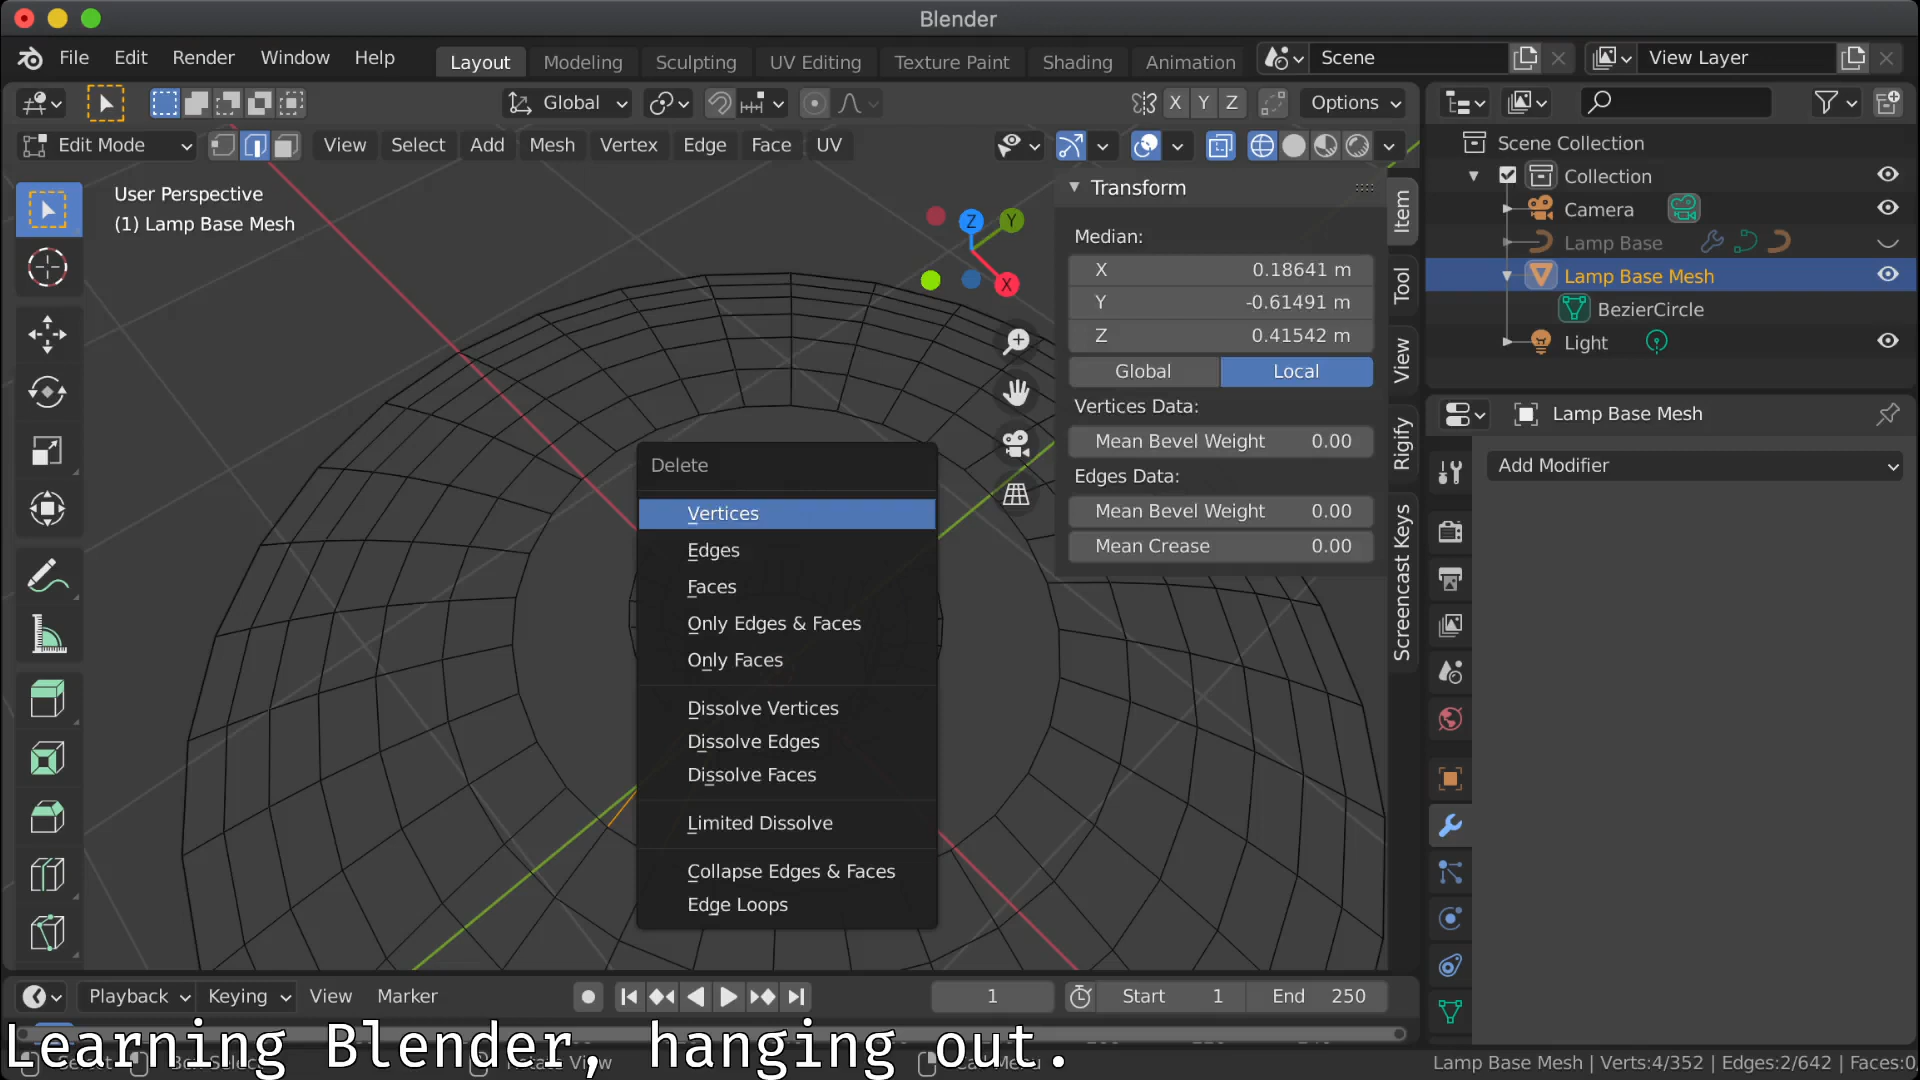 Blender
File Edit Render Window Help
Layout Modeling Sculpting UV Editing Texture Paint Shading Animation
Scene
View Layer
Global
X Y Z
Options
Edit Mode
View Select Add Mesh Vertex Edge Face UV
User Perspective
(1) Lamp Base Mesh
Z
Y
X
Transform
Median:
X 0.18641 m
Y -0.61491 m
Z 0.41542 m
Global Local
Vertices Data:
Mean Bevel Weight 0.00
Edges Data:
Mean Bevel Weight 0.00
Mean Crease 0.00
Item
Tool
View
Rigify
Screencast Keys
Scene Collection
Collection
Camera
Lamp Base
Lamp Base Mesh
BezierCircle
Light
Lamp Base Mesh
Add Modifier
Delete
Vertices
Edges
Faces
Only Edges & Faces
Only Faces
Dissolve Vertices
Dissolve Edges
Dissolve Faces
Limited Dissolve
Collapse Edges & Faces
Edge Loops
Playback Keying View Marker
1
Start 1 End 250
Learning Blender, hanging out.
Lamp Base Mesh | Verts:4/352 | Edges:2/642 | Faces:0